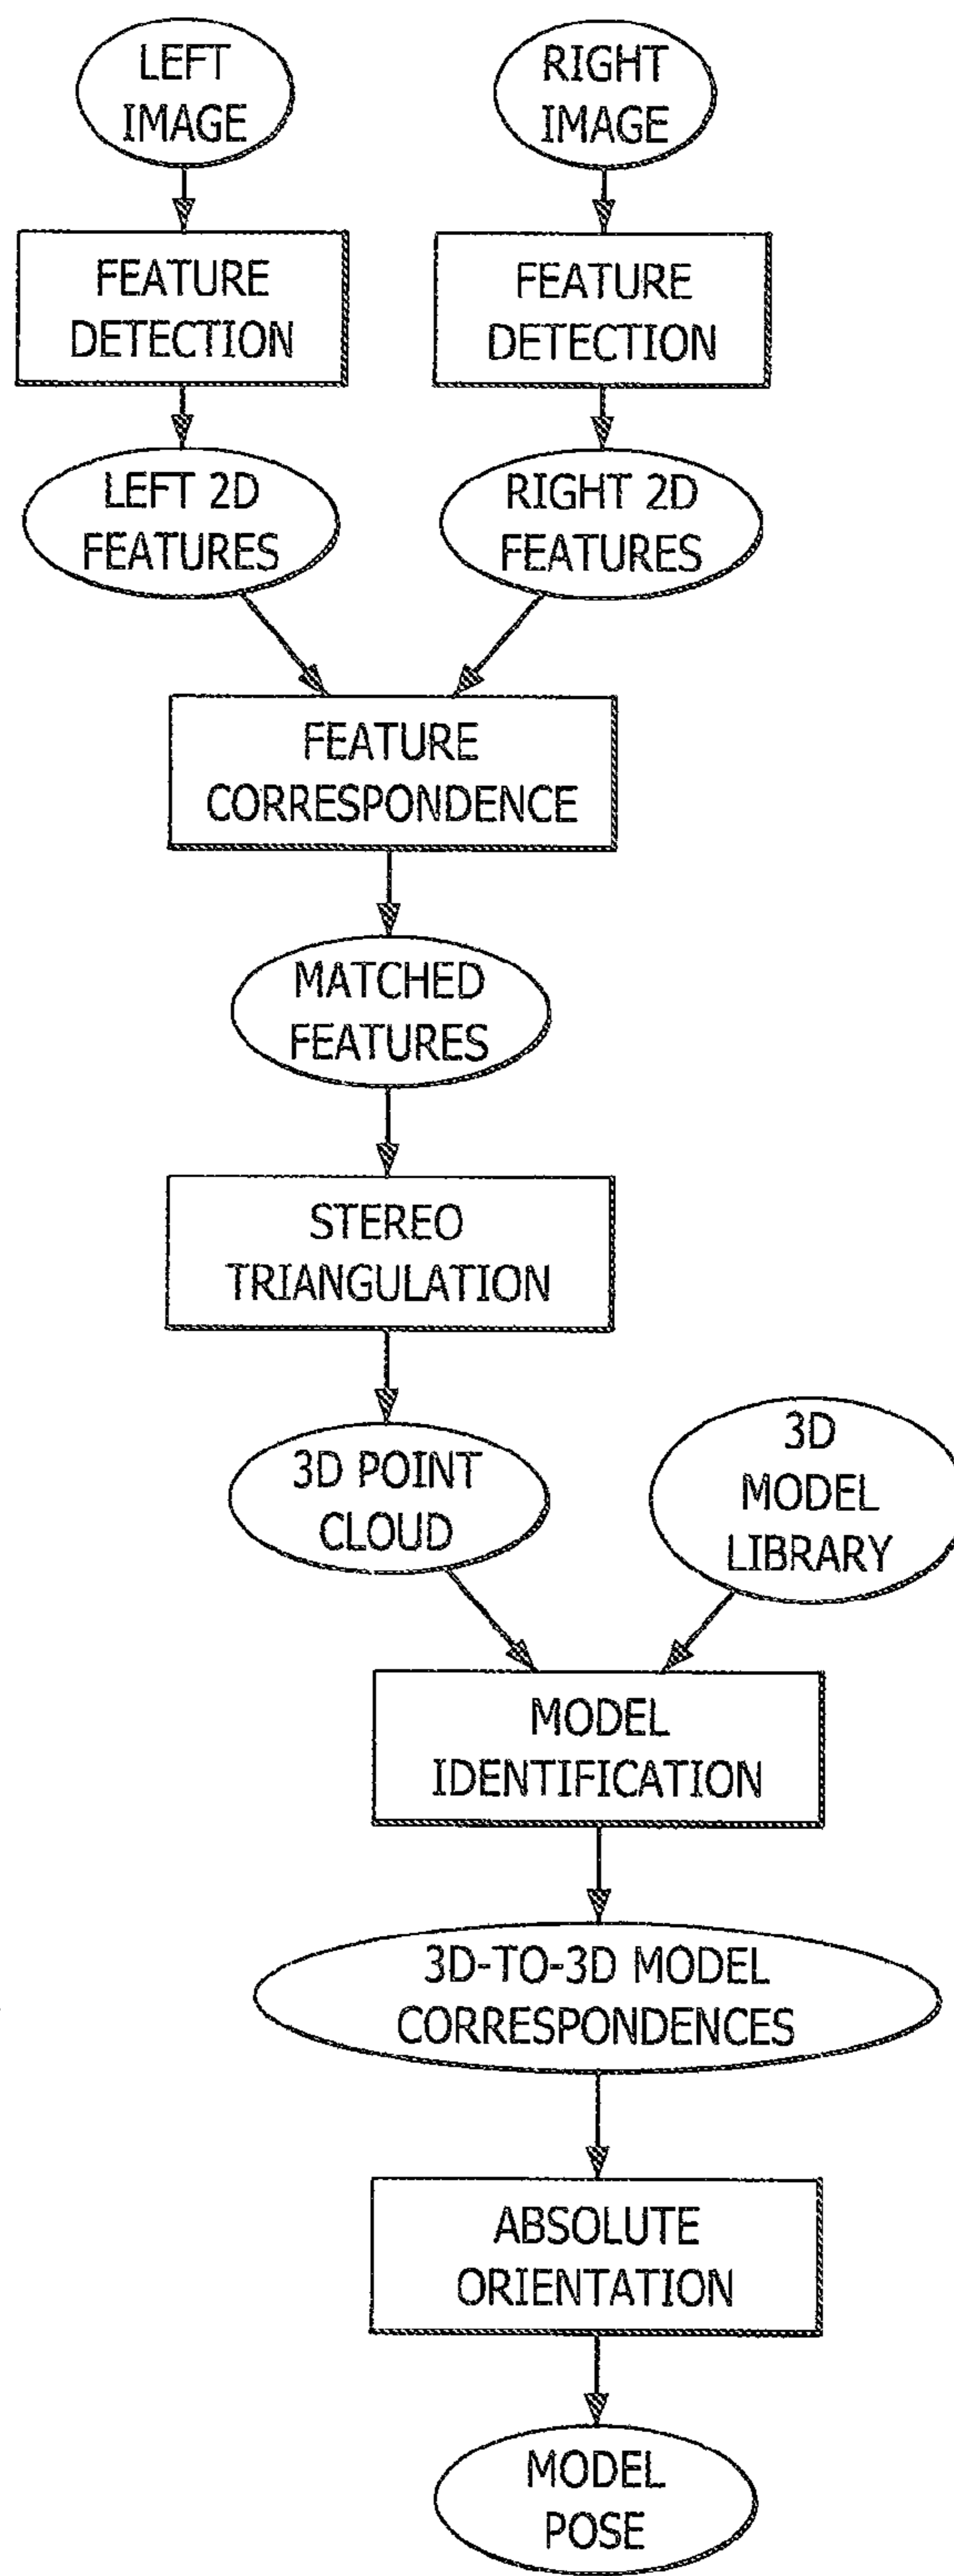 LEFT
IMAGE
RIGHT
IMAGE
FEATURE
DETECTION
FEATURE
DETECTION
LEFT 2D
FEATURES
RIGHT 2D
FEATURES
FEATURE
CORRESPONDENCE
MATCHED
FEATURES
STEREO
TRIANGULATION
3D POINT
CLOUD
3D
MODEL
LIBRARY
MODEL
IDENTIFICATION
3D-TO-3D MODEL
CORRESPONDENCES
ABSOLUTE
ORIENTATION
MODEL
POSE